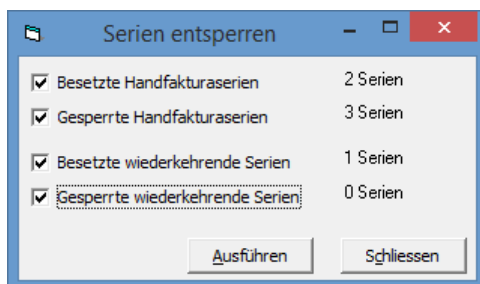 Serien entsperren
Besetzte Handfakturaserien 2 Serien
Gesperrte Handfakturaserien 3 Serien
Besetzte wiederkehrende Serien 1 Serien
Gesperrte wiederkehrende Serien 0 Serien
Ausführen Schliessen